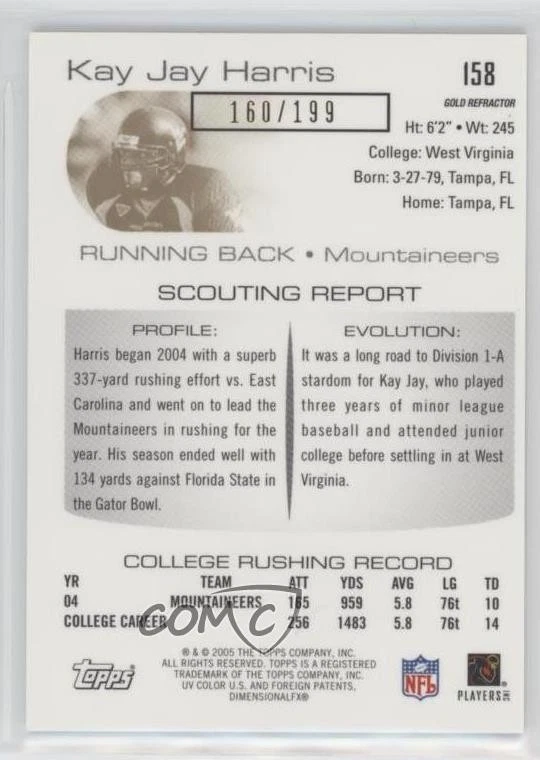 Kay Jay Harris
158
160/199
GOLD REFRACTOR
Ht: 6'2" • Wt: 245
College: West Virginia
Born: 3-27-79, Tampa, FL
Home: Tampa, FL
RUNNING BACK • Mountaineers
SCOUTING REPORT
PROFILE:
Harris began 2004 with a superb
337-yard rushing effort vs. East
Carolina and went on to lead the
Mountaineers in rushing for the
year. His season ended well with
134 yards against Florida State in
the Gator Bowl.
EVOLUTION:
It was a long road to Division 1-A
stardom for Kay Jay, who played
three years of minor league
baseball and attended junior
college before settling in at West
Virginia.
COLLEGE RUSHING RECORD
YR TEAM ATT YDS AVG LG TD
04 MOUNTAINEERS 165 959 5.8 76t 10
COLLEGE CAREER 256 1483 5.8 76t 14
COMC
® & © 2005 THE TOPPS COMPANY, INC.
ALL RIGHTS RESERVED. TOPPS IS A REGISTERED
TRADEMARK OF THE TOPPS COMPANY, INC.
UV COLOR U.S. AND FOREIGN PATENTS,
DIMENSIONALFX®
Topps®
NFL
PLAYERS INC